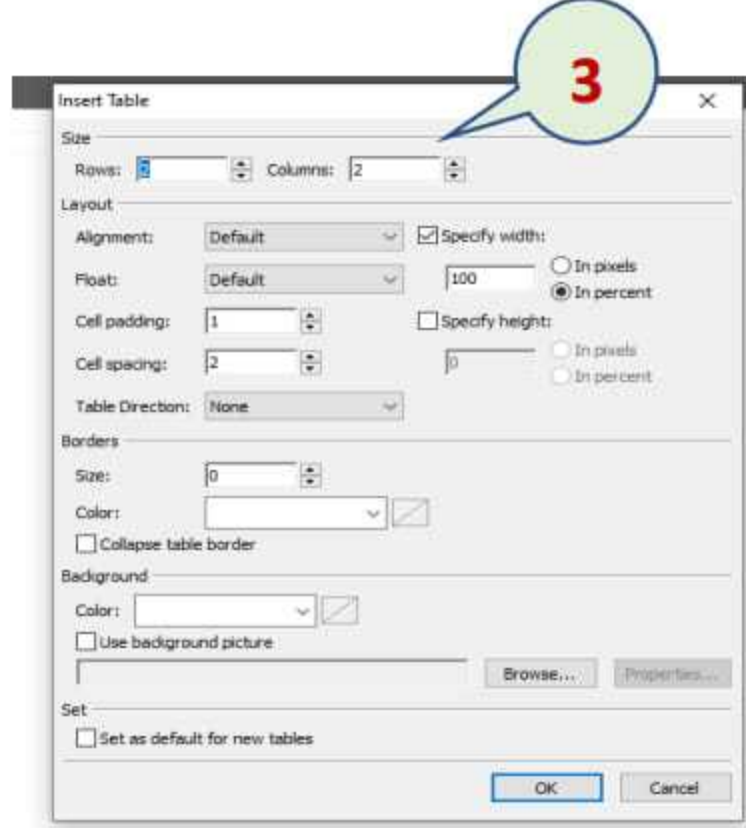 3
Insert Table
Size
Rows: 2 Columns: 2
Layout
Alignment: Default Specify width:
Float: Default 100 In pixels
In percent
Cell padding: 1 Specify height:
Cell spacing: 2 0 In pixels
In percent
Table Direction: None
Borders
Size: 0
Color:
Collapse table border
Background
Color:
Use background picture
Browse... Properties...
Set
Set as default for new tables
OK Cancel